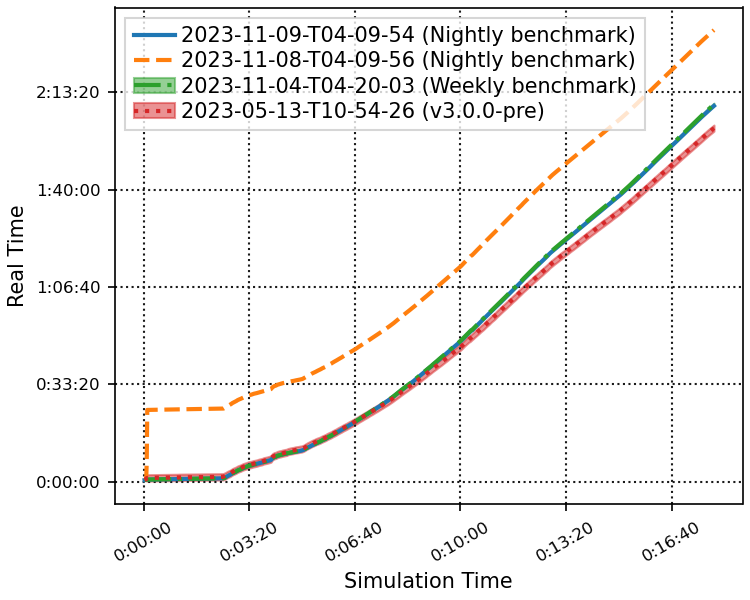 2023-11-09-T04-09-54 (Nightly benchmark)
2023-11-08-T04-09-56 (Nightly benchmark)
2023-11-04-T04-20-03 (Weekly benchmark)
2023-05-13-T10-54-26 (v3.0.0-pre)
Real Time
2:13:20
1:40:00
1:06:40
0:33:20
0:00:00
0:00:00
0:03:20
0:06:40
0:10:00
0:13:20
0:16:40
Simulation Time